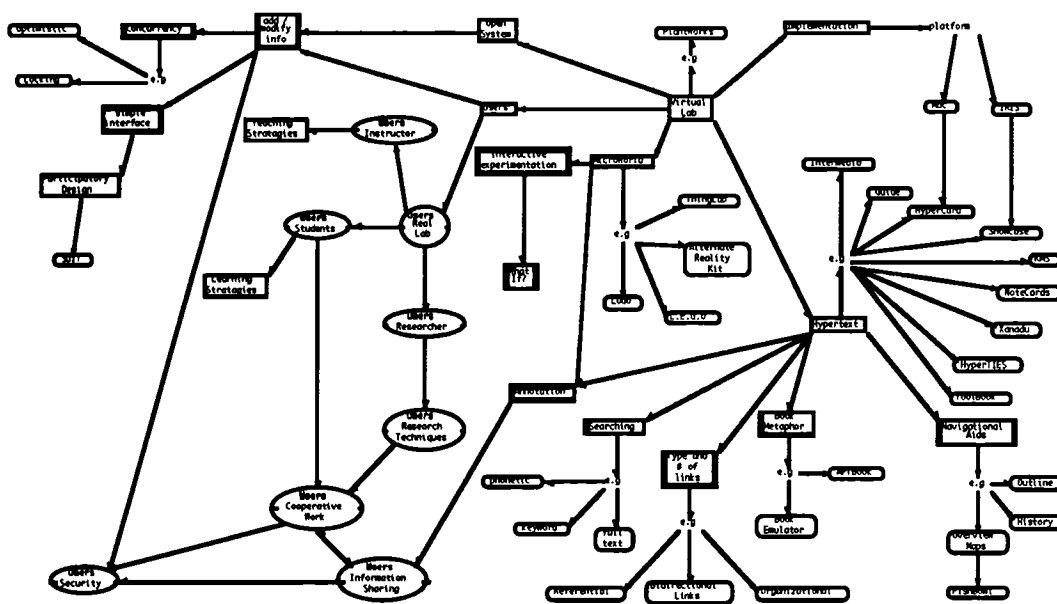 Optimistic
Concurrency
add /
modify
info
Open
System
PlantWorks
e.g
Implementation
platform
Locking
e.g
Simple
interface
Users
Virtual
Lab
MAC
IRIS
Teaching
Strategies
Users
Instructor
Interactive
experimentation
MicroWorld
Intermedia
Participatory
Design
Guide
HyperCard
ThingLab
Users
Students
Users
Real
Lab
e.g
Showcase
SUIT
Alternate
Reality
Kit
e.g
KMS
Learning
Strategies
What
If?
Logo
L.E.G.O
NoteCards
Users
Researcher
Hypertext
Xanadu
HyperTIES
Annotation
ToolBook
Users
Research
Techniques
Searching
Book
Metaphor
Navigational
Aids
Type and
# of
links
phonetic
e.g
e.g
e.g
Outline
Users
Cooperative
Work
Keyword
Full
text
e.g
Book
Emulator
History
Overview
Maps
Users
Security
Users
Information
Sharing
Referential
Bidirectional
Links
Organizational
FishBowl